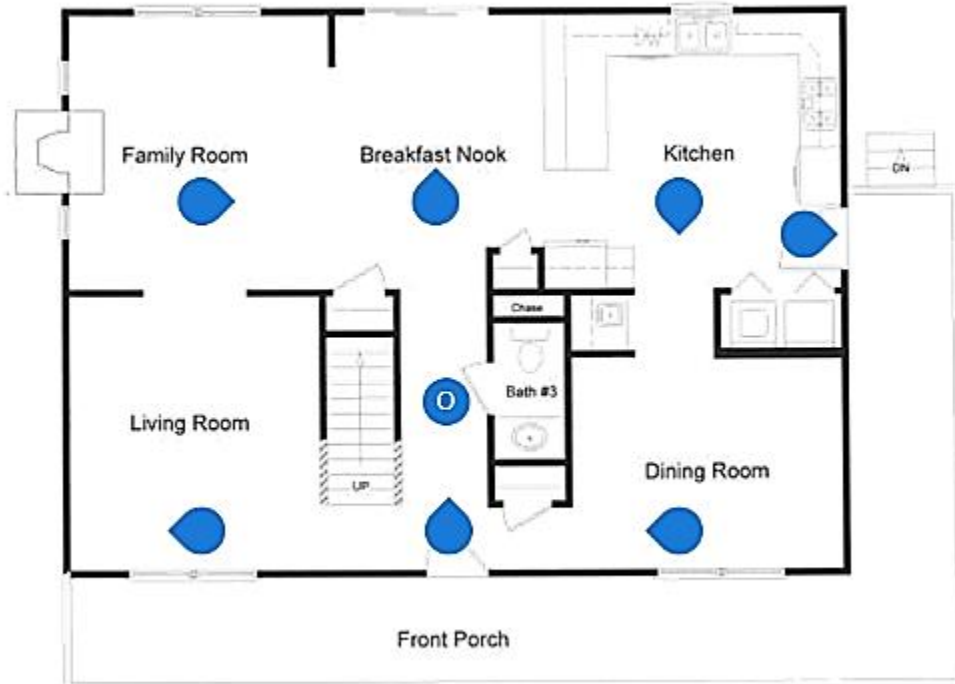 Family Room
Breakfast Nook
Kitchen
DN
Chase
Bath #3
O
Living Room
Dining Room
UP
Front Porch